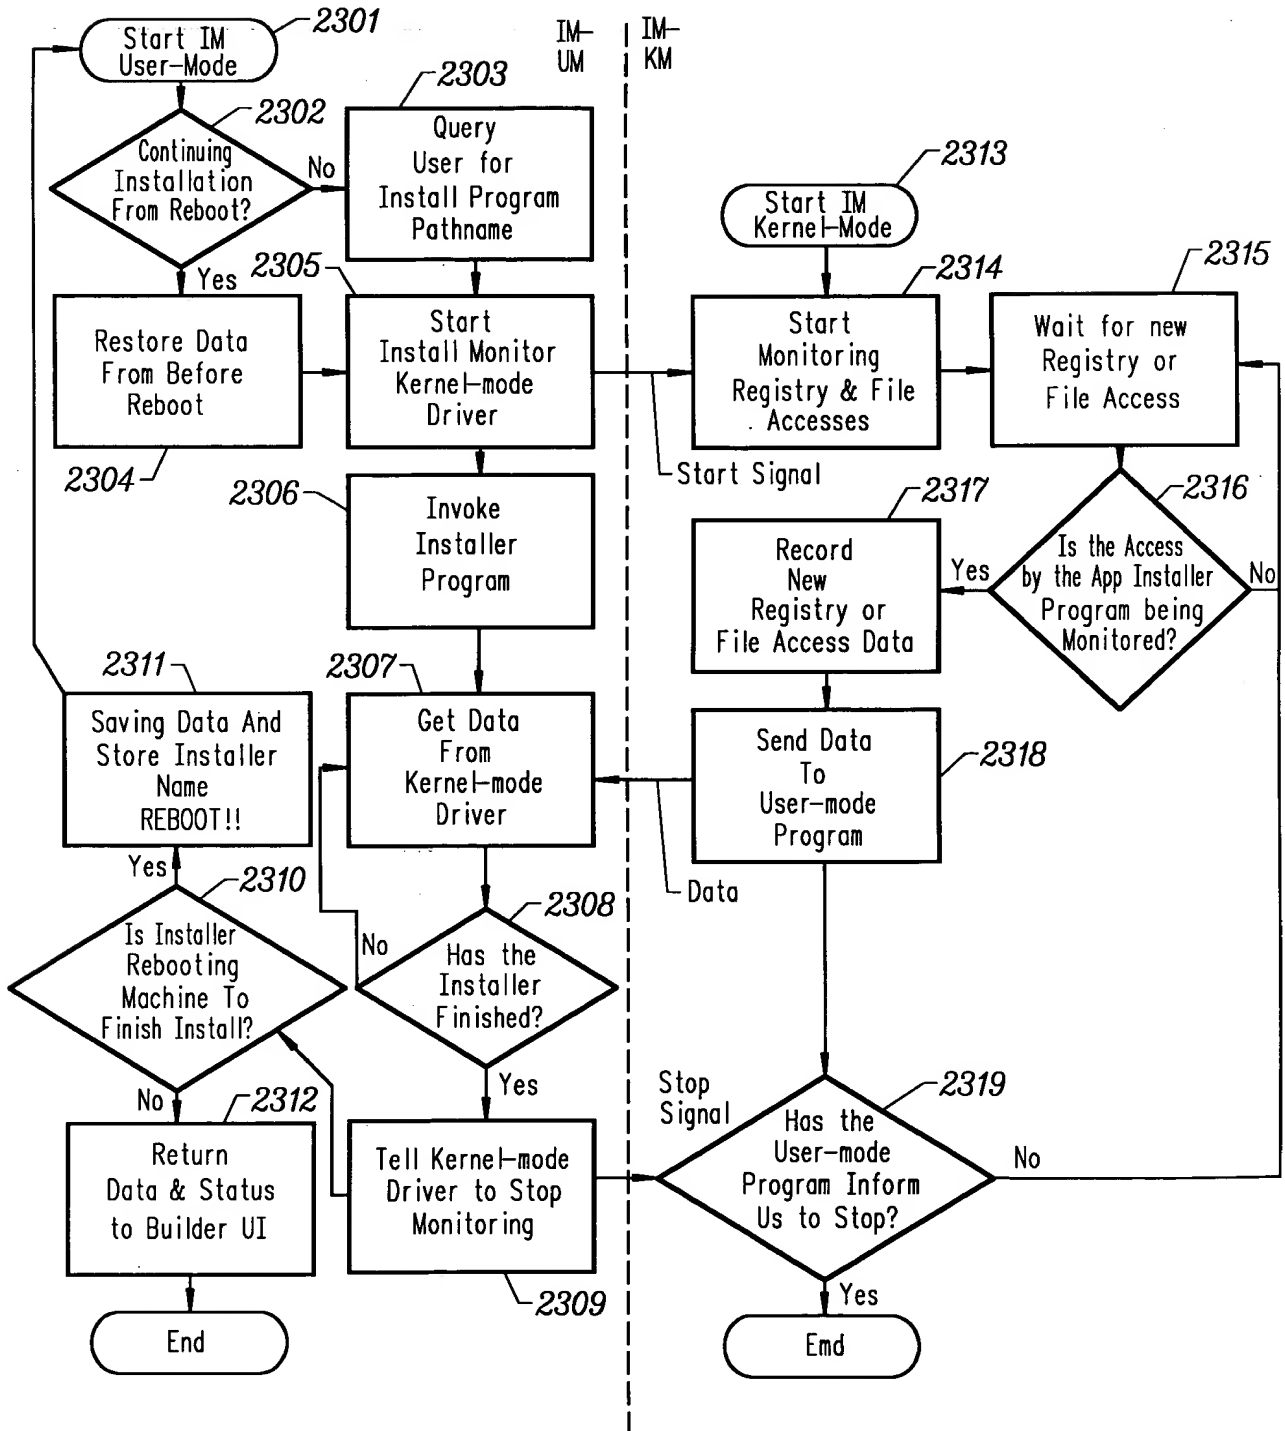 Start IM
User-Mode
2301
IM-
UM
IM-
KM
2302
Continuing
Installation
From Reboot?
No
Yes
2303
Query
User for
Install Program
Pathname
2304
Restore Data
From Before
Reboot
2305
Start
Install Monitor
Kernel-mode
Driver
2306
Invoke
Installer
Program
2307
Get Data
From
Kernel-mode
Driver
2308
Has the
Installer
Finished?
No
Yes
2309
Tell Kernel-mode
Driver to Stop
Monitoring
2310
Is Installer
Rebooting
Machine To
Finish Install?
Yes
No
2311
Saving Data And
Store Installer
Name
REBOOT!!
2312
Return
Data & Status
to Builder UI
End
2313
Start IM
Kernel-Mode
2314
Start
Monitoring
Registry & File
Accesses
Start Signal
2315
Wait for new
Registry or
File Access
2316
Is the Access
by the App Installer
Program being
Monitored?
Yes
No
2317
Record
New
Registry or
File Access Data
2318
Send Data
To
User-mode
Program
Data
Stop
Signal
2319
Has the
User-mode
Program Inform
Us to Stop?
No
Yes
Emd